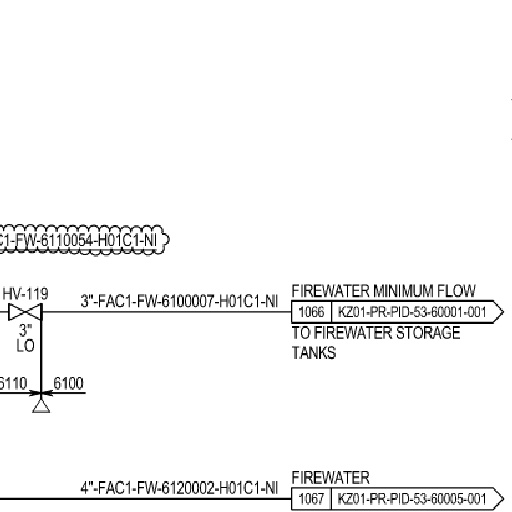 C1-FW-6110054-H01C1-NI
HV-119
3"-FAC1-FW-6100007-H01C1-NI
FIREWATER MINIMUM FLOW
1066 KZ01-PR-PID-53-60001-001
3"
LO
TO FIREWATER STORAGE
TANKS
6110 6100
4"-FAC1-FW-6120002-H01C1-NI
FIREWATER
1067 KZ01-PR-PID-53-60005-001